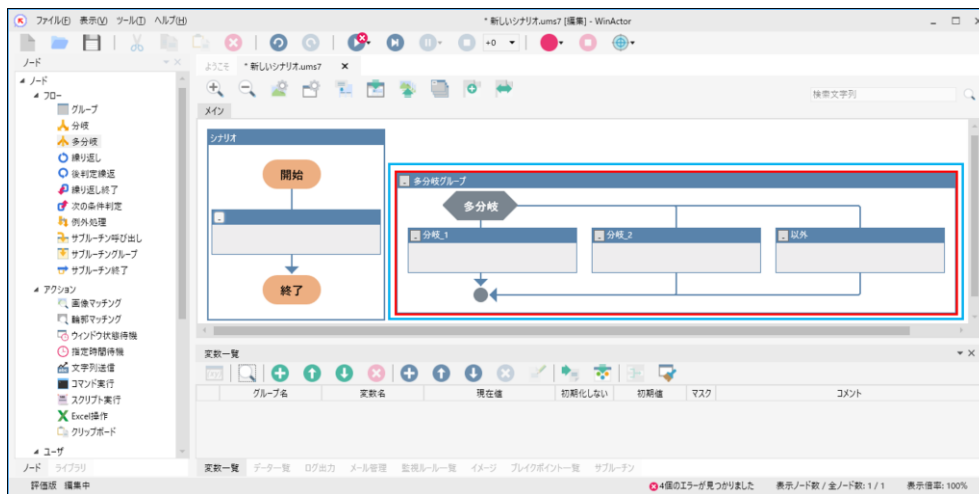 ファイル(F) 表示(V) ツール(T) ヘルプ(H)
* 新しいシナリオ.ums7 [編集] - WinActor
+0
ノード
ようこそ * 新しいシナリオ.ums7
検索文字列
メイン
ノード
フロー
グループ
分岐
多分岐
繰り返し
後判定繰返
繰り返し終了
次の条件判定
例外処理
サブルーチン呼び出し
サブルーチングループ
サブルーチン終了
アクション
画像マッチング
輪郭マッチング
ウィンドウ状態待機
指定時間待機
文字列送信
コマンド実行
スクリプト実行
Excel操作
クリップボード
ユーザ
ノード ライブラリ
シナリオ
開始
終了
多分岐グループ
多分岐
分岐_1 分岐_2 以外
変数一覧
グループ名 変数名 現在値 初期化しない 初期値 マスク コメント
変数一覧 データ一覧 ログ出力 メール管理 監視ルール一覧 イメージ ブレイクポイント一覧 サブルーチン
評価版 編集中
4個のエラーが見つかりました 表示ノード数 / 全ノード数: 1 / 1 表示倍率: 100%